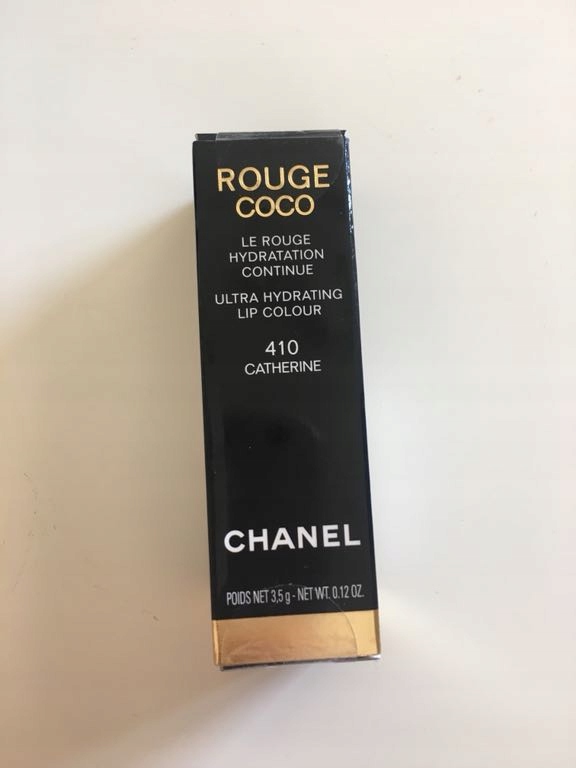 ROUGE
COCO
LE ROUGE
HYDRATATION
CONTINUE
ULTRA HYDRATING
LIP COLOUR
410
CATHERINE
CHANEL
POIDS NET 3,5 g - NET WT. 0.12 OZ.